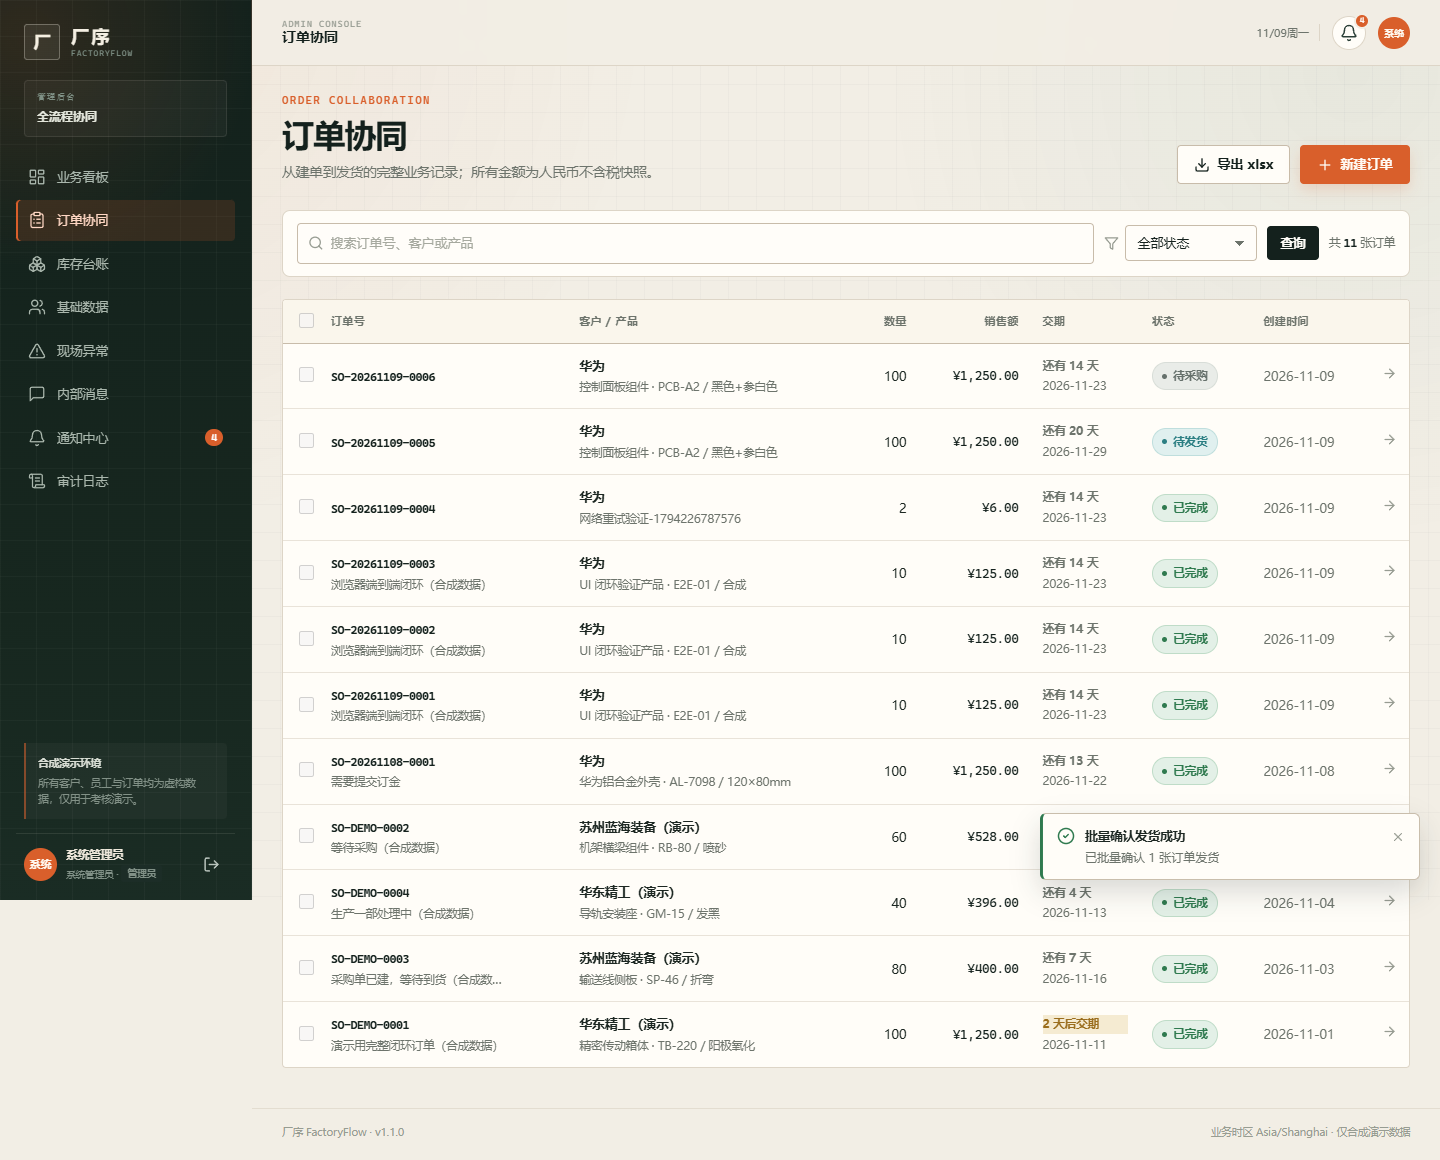 厂 厂序
FACTORYFLOW
管理后台
全流程协同
业务看板
订单协同
库存台账
基础数据
现场异常
内部消息
通知中心 4
审计日志
合成演示环境
所有客户、员工与订单均为虚构数
据，仅用于考核演示。
系统 系统管理员
系统管理员 · 管理员
ADMIN CONSOLE
订单协同
11/09周一 4 系统
ORDER COLLABORATION
订单协同
从建单到发货的完整业务记录；所有金额为人民币不含税快照。
导出 xlsx 新建订单
搜索订单号、客户或产品 全部状态 查询 共 11 张订单
订单号 客户 / 产品 数量 销售额 交期 状态 创建时间
SO-20261109-0006 华为 控制面板组件 · PCB-A2 / 黑色+参白色 100 ¥1,250.00 还有 14 天 2026-11-23 待采购 2026-11-09
SO-20261109-0005 华为 控制面板组件 · PCB-A2 / 黑色+参白色 100 ¥1,250.00 还有 20 天 2026-11-29 待发货 2026-11-09
SO-20261109-0004 华为 网络重试验证-1794226787576 2 ¥6.00 还有 14 天 2026-11-23 已完成 2026-11-09
SO-20261109-0003 浏览器端到端闭环（合成数据） 华为 UI 闭环验证产品 · E2E-01 / 合成 10 ¥125.00 还有 14 天 2026-11-23 已完成 2026-11-09
SO-20261109-0002 浏览器端到端闭环（合成数据） 华为 UI 闭环验证产品 · E2E-01 / 合成 10 ¥125.00 还有 14 天 2026-11-23 已完成 2026-11-09
SO-20261109-0001 浏览器端到端闭环（合成数据） 华为 UI 闭环验证产品 · E2E-01 / 合成 10 ¥125.00 还有 14 天 2026-11-23 已完成 2026-11-09
SO-20261108-0001 需要提交订金 华为 华为铝合金外壳 · AL-7098 / 120×80mm 100 ¥1,250.00 还有 13 天 2026-11-22 已完成 2026-11-08
SO-DEMO-0002 等待采购（合成数据） 苏州蓝海装备（演示） 机架横梁组件 · RB-80 / 喷砂 60 ¥528.00
批量确认发货成功
已批量确认 1 张订单发货
SO-DEMO-0004 生产一部处理中（合成数据） 华东精工（演示） 导轨安装座 · GM-15 / 发黑 40 ¥396.00 还有 4 天 2026-11-13 已完成 2026-11-04
SO-DEMO-0003 采购单已建，等待到货（合成数... 苏州蓝海装备（演示） 输送线侧板 · SP-46 / 折弯 80 ¥400.00 还有 7 天 2026-11-16 已完成 2026-11-03
SO-DEMO-0001 演示用完整闭环订单（合成数据） 华东精工（演示） 精密传动箱体 · TB-220 / 阳极氧化 100 ¥1,250.00 2 天后交期 2026-11-11 已完成 2026-11-01
厂序 FactoryFlow · v1.1.0 业务时区 Asia/Shanghai · 仅合成演示数据